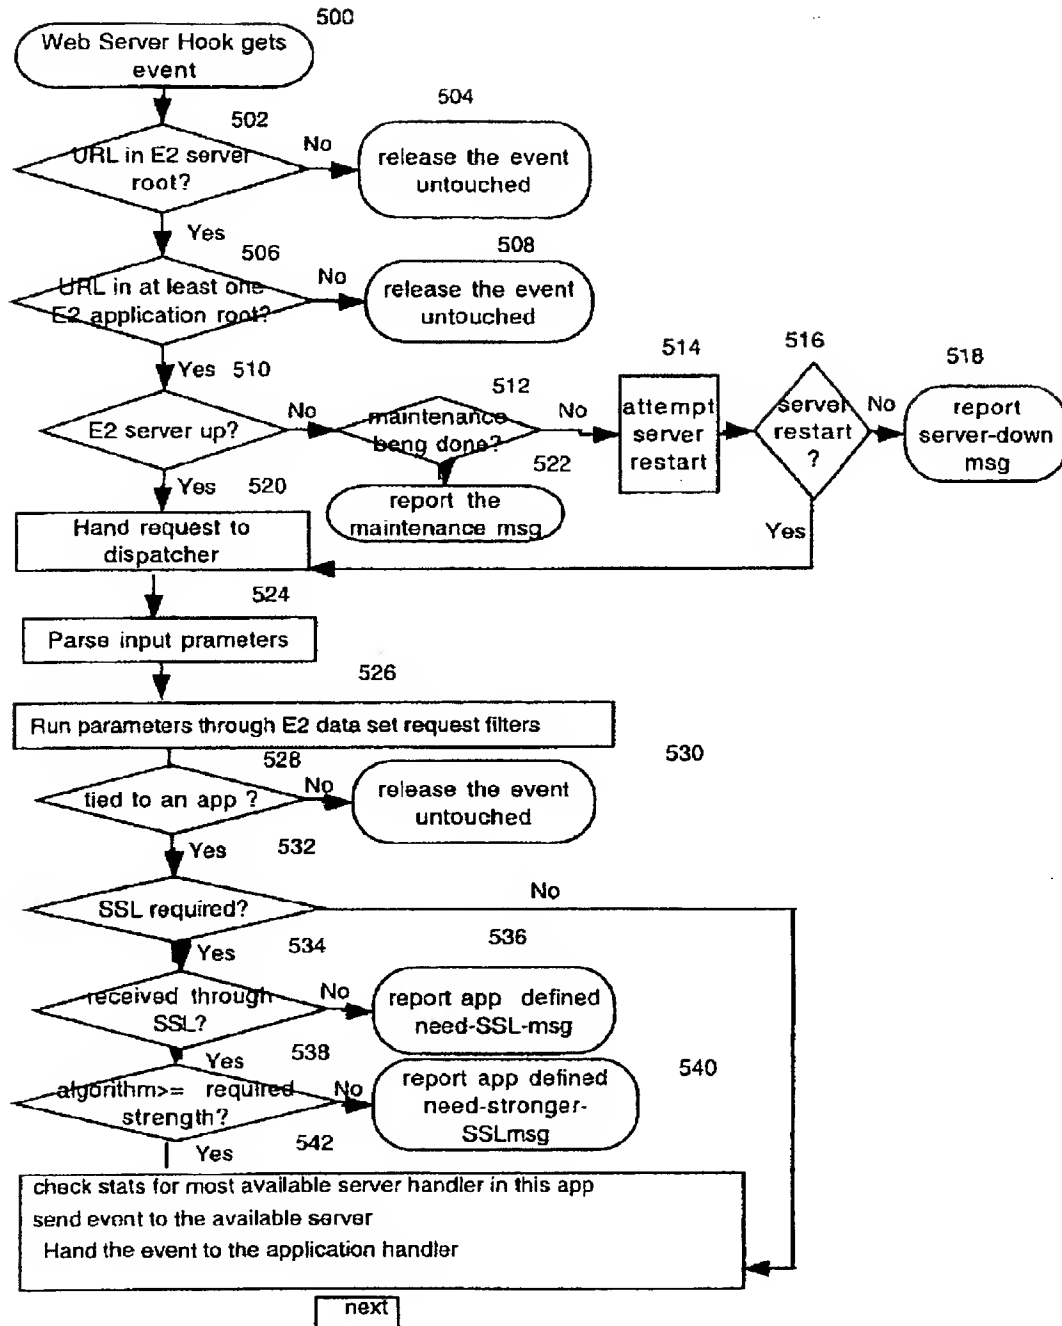 500
Web Server Hook gets
event
502
504
URL in E2 server
root?
No
release the event
untouched
Yes
506
508
URL in at least one
E2 application root?
No
release the event
untouched
Yes
510
512
514
516
518
E2 server up?
No
maintenance
beng done?
No
attempt
server
restart
server
restart
?
No
report
server-down
msg
Yes
520
522
report the
maintenance msg
Yes
Hand request to
dispatcher
524
Parse input prameters
526
Run parameters through E2 data set request filters
528
530
tied to an app ?
No
release the event
untouched
Yes
532
SSL required?
No
Yes
534
536
received through
SSL?
No
report app defined
need-SSL-msg
Yes
538
540
algorithm>= required
strength?
No
report app defined
need-stronger-
SSLmsg
Yes
542
check stats for most available server handler in this app
send event to the available server
Hand the event to the application handler
next